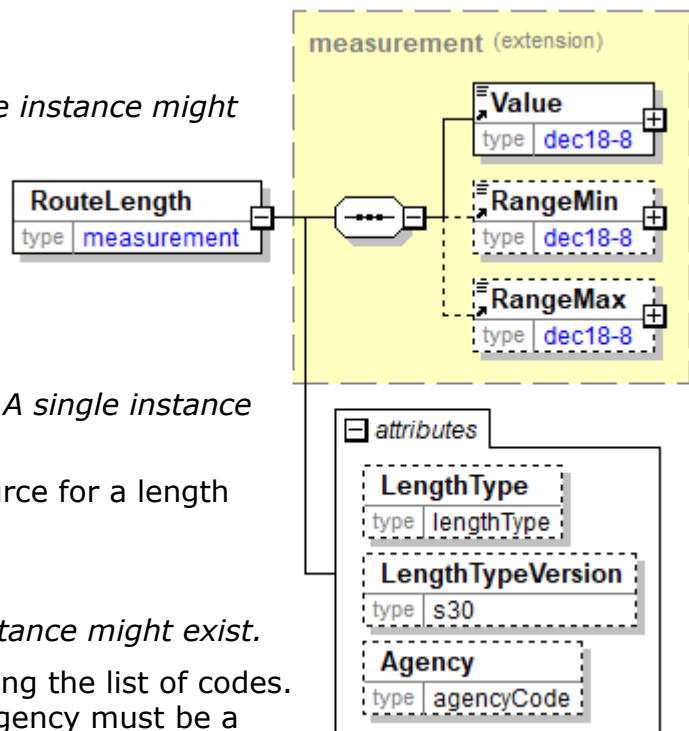 e instance might
A single instance
urce for a length
tance might exist.
ng the list of codes.
gency must be a
RouteLength
type measurement
measurement (extension)
Value
type dec18-8
RangeMin
type dec18-8
RangeMax
type dec18-8
attributes
LengthType
type lengthType
LengthTypeVersion
type s30
Agency
type agencyCode